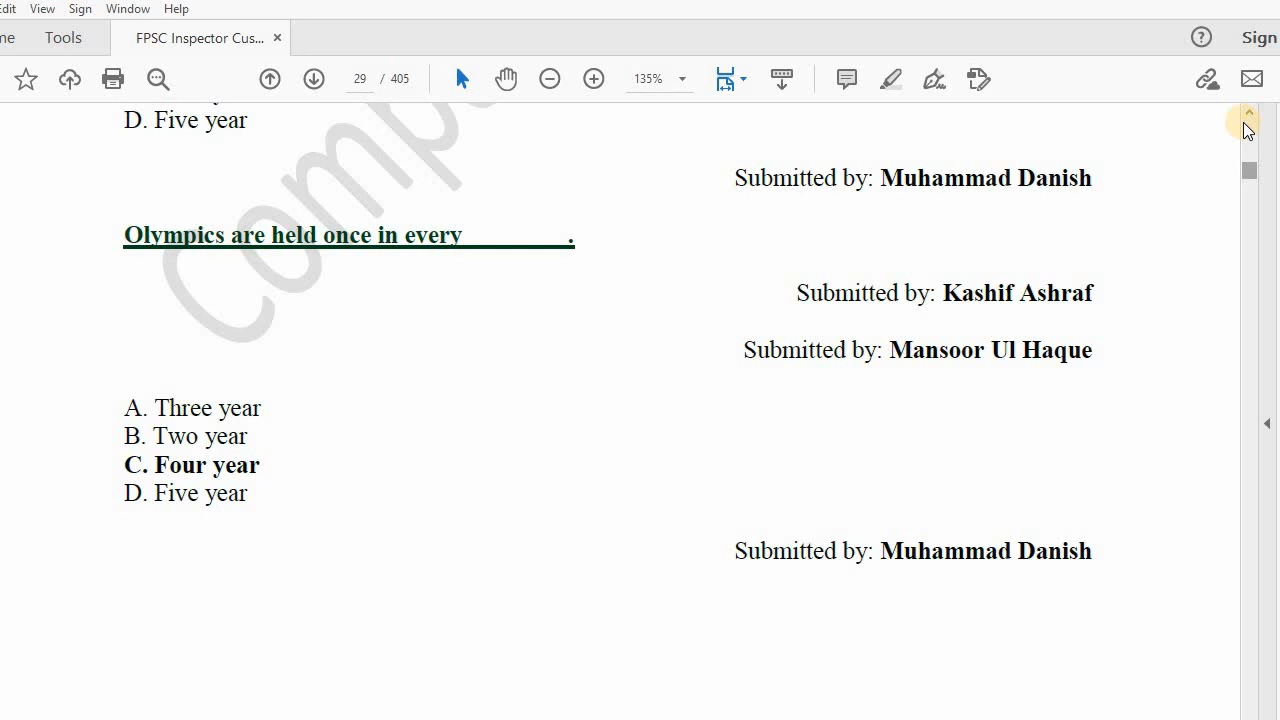 Edit View Sign Window Help
Tools FPSC Inspector Cus... × ? Sign
29 / 405 135%
D. Five year
Submitted by: Muhammad Danish
Olympics are held once in every ________.
Submitted by: Kashif Ashraf
Submitted by: Mansoor Ul Haque
A. Three year
B. Two year
C. Four year
D. Five year
Submitted by: Muhammad Danish